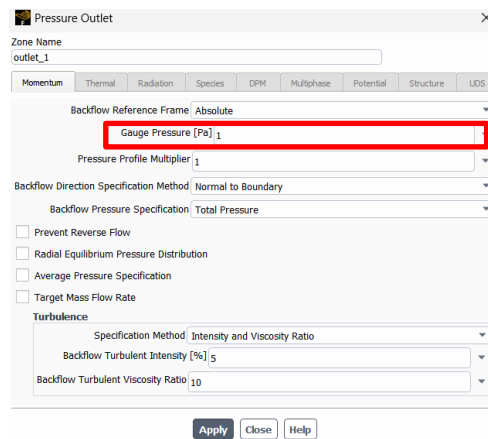 Pressure Outlet
Zone Name
outlet_1
Momentum Thermal Radiation Species DPM Multiphase Potential Structure UDS
Backflow Reference Frame Absolute
Gauge Pressure [Pa] 1
Pressure Profile Multiplier 1
Backflow Direction Specification Method Normal to Boundary
Backflow Pressure Specification Total Pressure
Prevent Reverse Flow
Radial Equilibrium Pressure Distribution
Average Pressure Specification
Target Mass Flow Rate
Turbulence
Specification Method Intensity and Viscosity Ratio
Backflow Turbulent Intensity [%] 5
Backflow Turbulent Viscosity Ratio 10
Apply Close Help